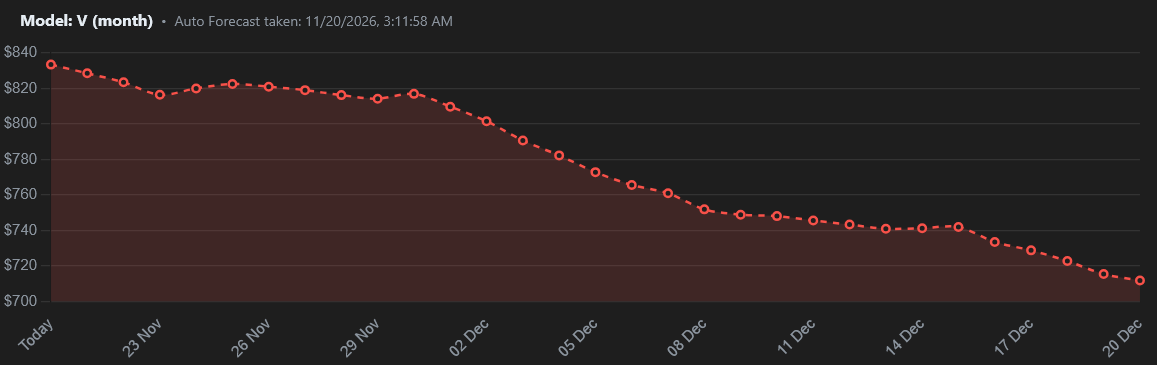 Model: V (month) • Auto Forecast taken: 11/20/2026, 3:11:58 AM
$840
$820
$800
$780
$760
$740
$720
$700
Today
23 Nov
26 Nov
29 Nov
02 Dec
05 Dec
08 Dec
11 Dec
14 Dec
17 Dec
20 Dec